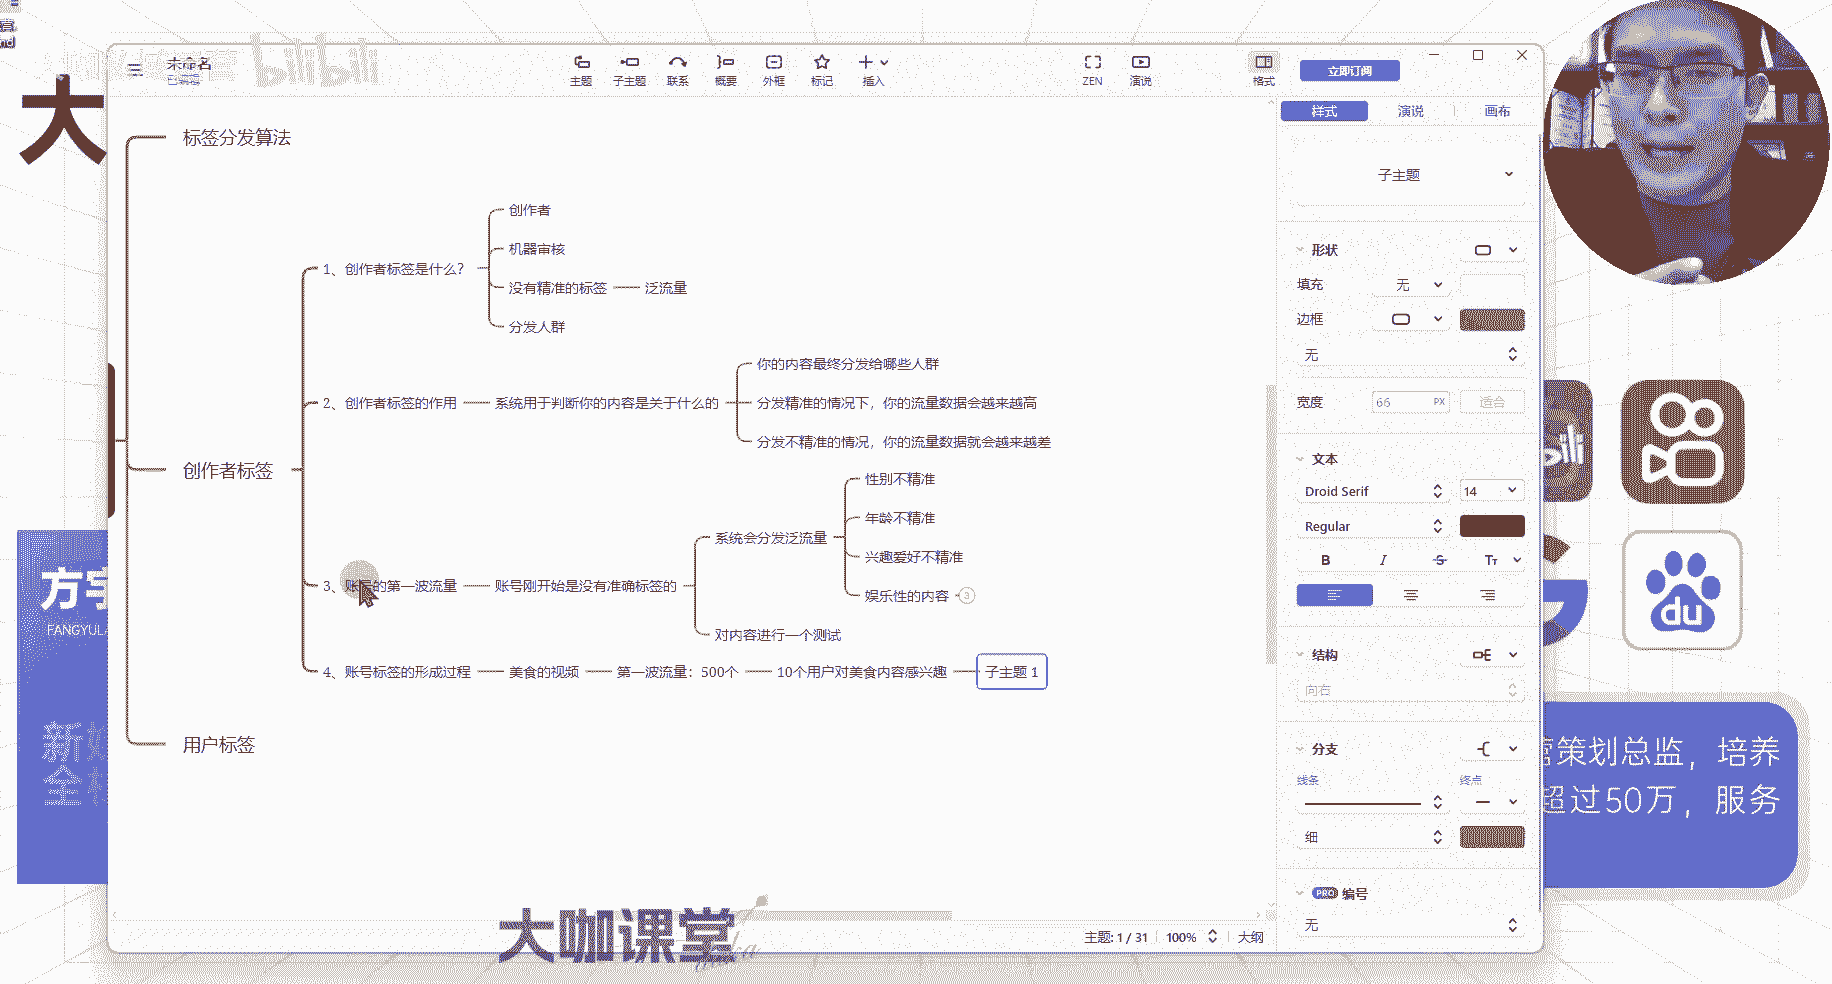 未命名
bilibili
主题
子主题
联系
概要
外框
标记
插入
ZEN
演说
格式
立即订阅
大
标签分发算法
创作者标签
1、创作者标签是什么?
创作者
机器审核
没有精准的标签
泛流量
分发人群
2、创作者标签的作用
系统用于判断你的内容是关于什么的
你的内容最终分发给哪些人群
分发精准的情况下，你的流量数据会越来越高
分发不精准的情况，你的流量数据就会越来越差
3、账号的第一波流量
账号刚开始是没有准确标签的
系统会分发泛流量
性别不精准
年龄不精准
兴趣爱好不精准
娱乐性的内容
3
对内容进行一个测试
4、账号标签的形成过程
美食的视频
第一波流量：500个
10个用户对美食内容感兴趣
子主题 1
用户标签
样式
演说
画布
子主题
形状
填充
无
边框
无
宽度
66
PX
适合
文本
Droid Serif
14
Regular
B
I
S
Tт
结构
向右
分支
线条
终点
细
PRO
编号
无
主题: 1 / 31
100%
大纲
大咖课堂
方宇
FANGYU
新
全
du
营策划总监，培养
超过50万，服务